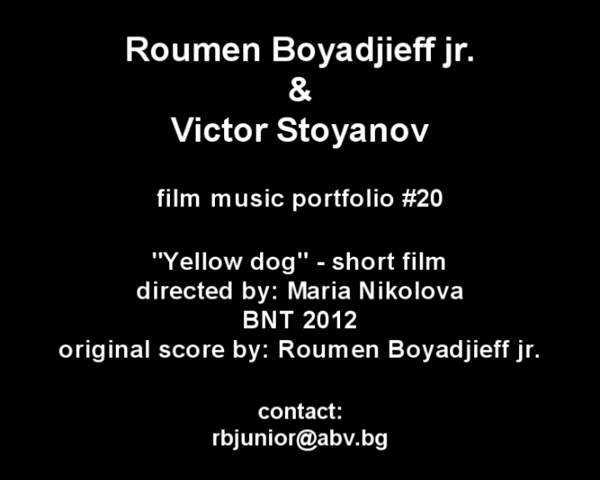 Roumen Boyadjieff jr.
&
Victor Stoyanov
film music portfolio #20
"Yellow dog" - short film
directed by: Maria Nikolova
BNT 2012
original score by: Roumen Boyadjieff jr.
contact:
rbjunior@abv.bg